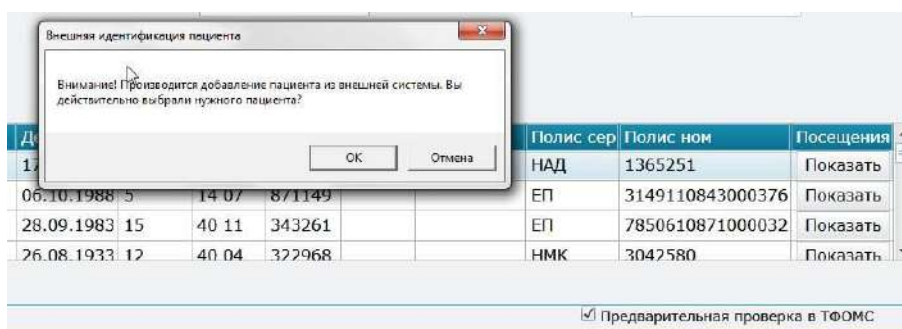 Внешняя идентификация пациента
Внимание! Производится добавление пациента из внешней системы. Вы
действительно выбрали нужного пациента?
ОК Отмена
Полис сер Полис ном Посещения
НАД 1365251 Показать
06.10.1988 5 14 07 871149 ЕП 3149110843000376 Показать
28.09.1983 15 40 11 343261 ЕП 7850610871000032 Показать
26.08.1933 12 40 04 322968 НМК 3042580 Показать
Предварительная проверка в ТФОМС